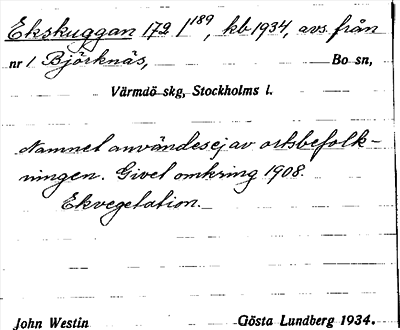 Ekskuggan 17² /¹⁸⁹, kb 1934, avs. från
nr 1 Björknäs, Bo sn,
Värmdö skg, Stockholms l.
Namnet användes ej av ortsbefolk-
ningen. Givet omkring 1908.
Ekvegetation.
John Westin Gösta Lundberg 1934.